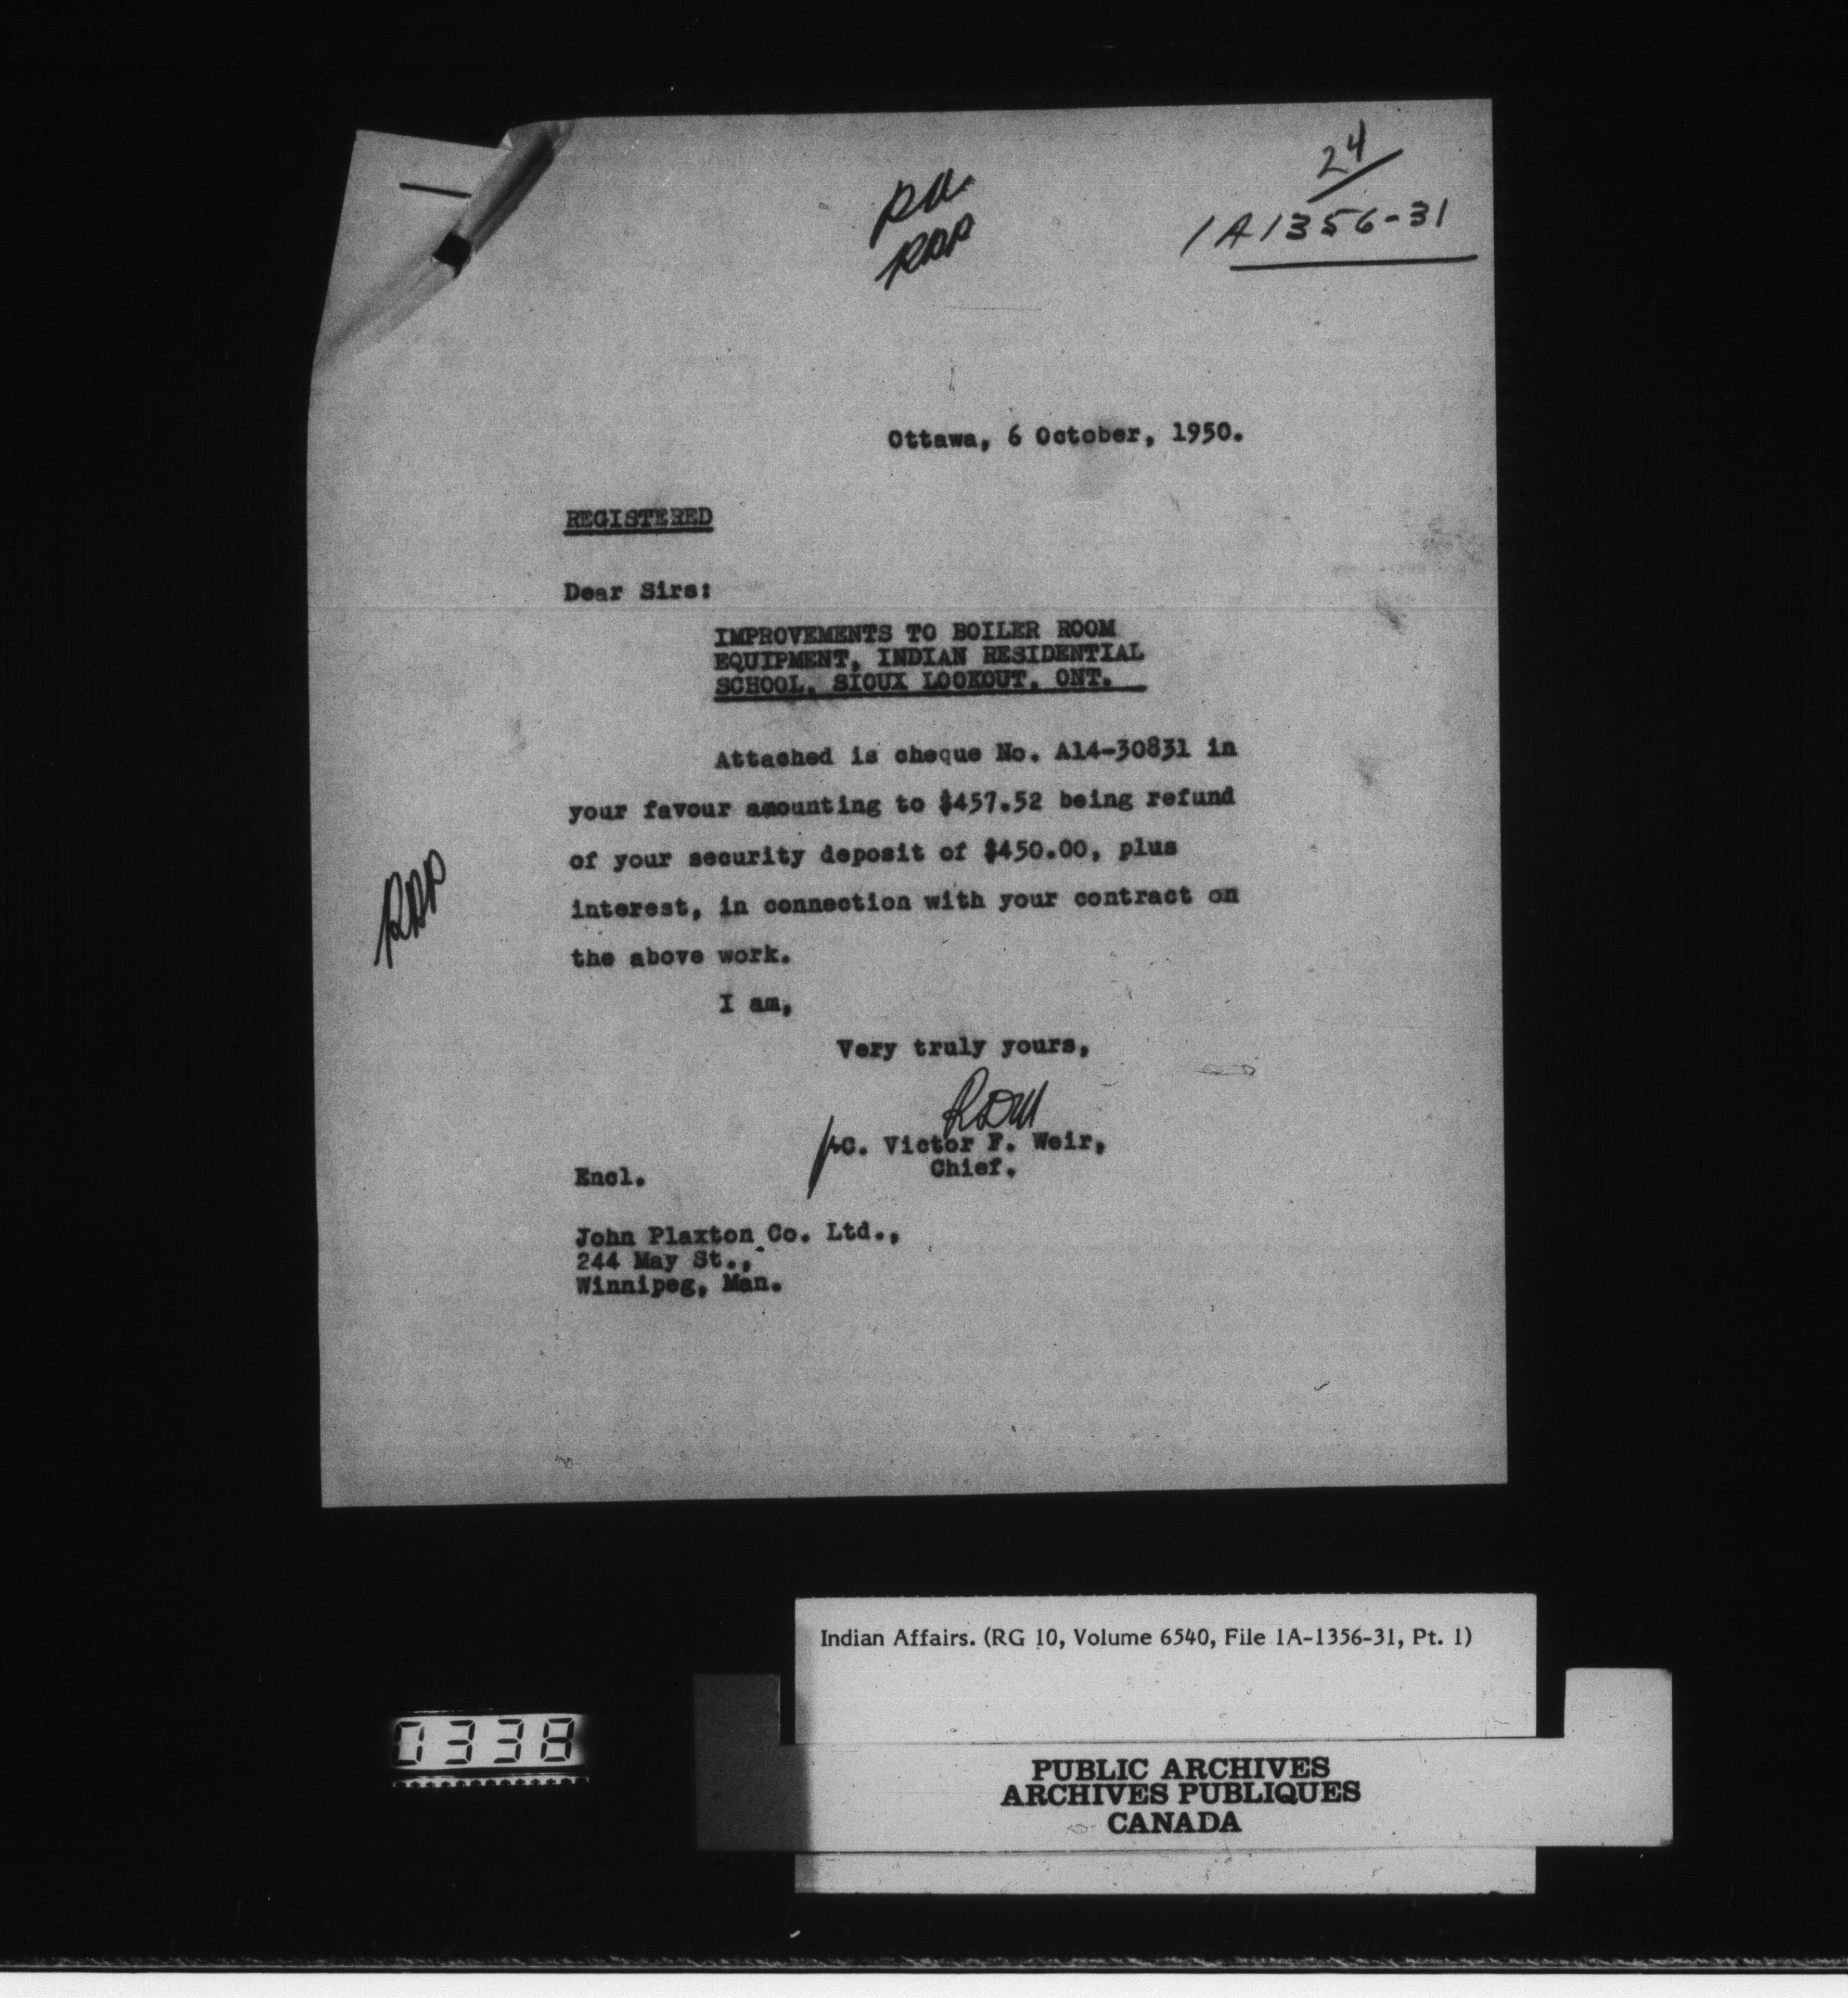 24
1A1356-31
PA
RAP
Ottawa, 6 October, 1950.
REGISTERED
Dear Sirs:
IMPROVEMENTS TO BOILER ROOM
EQUIPMENT, INDIAN RESIDENTIAL
SCHOOL, SIOUX LOOKOUT, ONT.
Attached is cheque No. A14-30831 in
your favour amounting to $457.52 being refund
of your security deposit of $450.00, plus
interest, in connection with your contract on
the above work.
RAP
I am,
Very truly yours,
C. Victor F. Weir,
Chief.
Encl.
John Plaxton Co. Ltd.,
244 May St.,
Winnipeg, Man.
Indian Affairs. (RG 10, Volume 6540, File 1A-1356-31, Pt. 1)
0338
PUBLIC ARCHIVES
ARCHIVES PUBLIQUES
CANADA